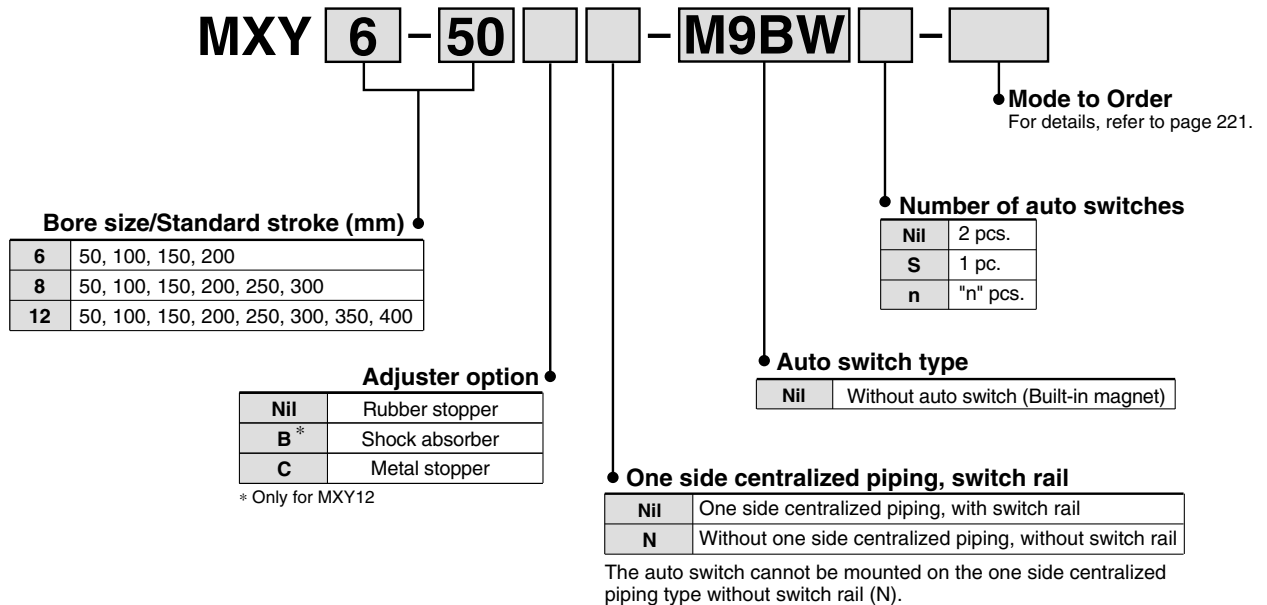 MXY 6 – 50 – M9BW –
Mode to Order
For details, refer to page 221.
Bore size/Standard stroke (mm)
6 50, 100, 150, 200
8 50, 100, 150, 200, 250, 300
12 50, 100, 150, 200, 250, 300, 350, 400
Number of auto switches
Nil 2 pcs.
S 1 pc.
n "n" pcs.
Adjuster option
Nil Rubber stopper
B* Shock absorber
C Metal stopper
* Only for MXY12
Auto switch type
Nil Without auto switch (Built-in magnet)
One side centralized piping, switch rail
Nil One side centralized piping, with switch rail
N Without one side centralized piping, without switch rail
The auto switch cannot be mounted on the one side centralized
piping type without switch rail (N).